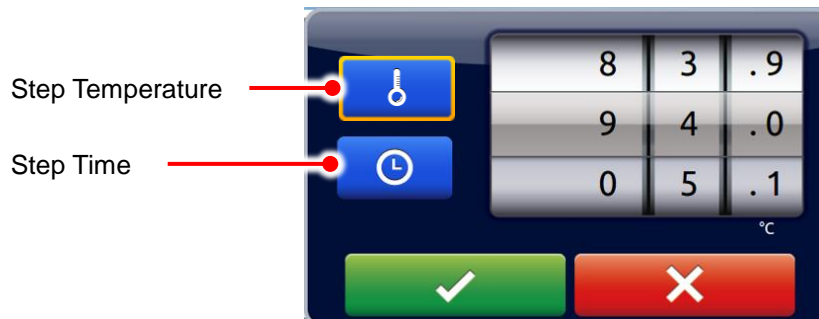 Step Temperature
Step Time
8 3 .9
9 4 .0
0 5 .1
°C